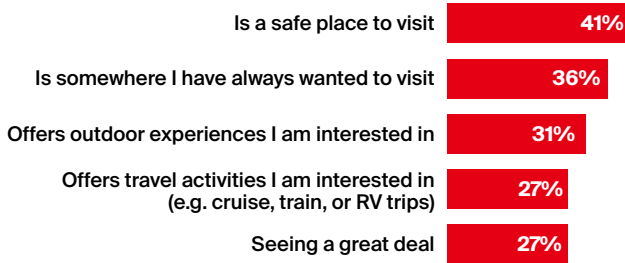 Is a safe place to visit 41%
Is somewhere I have always wanted to visit 36%
Offers outdoor experiences I am interested in 31%
Offers travel activities I am interested in
(e.g. cruise, train, or RV trips) 27%
Seeing a great deal 27%